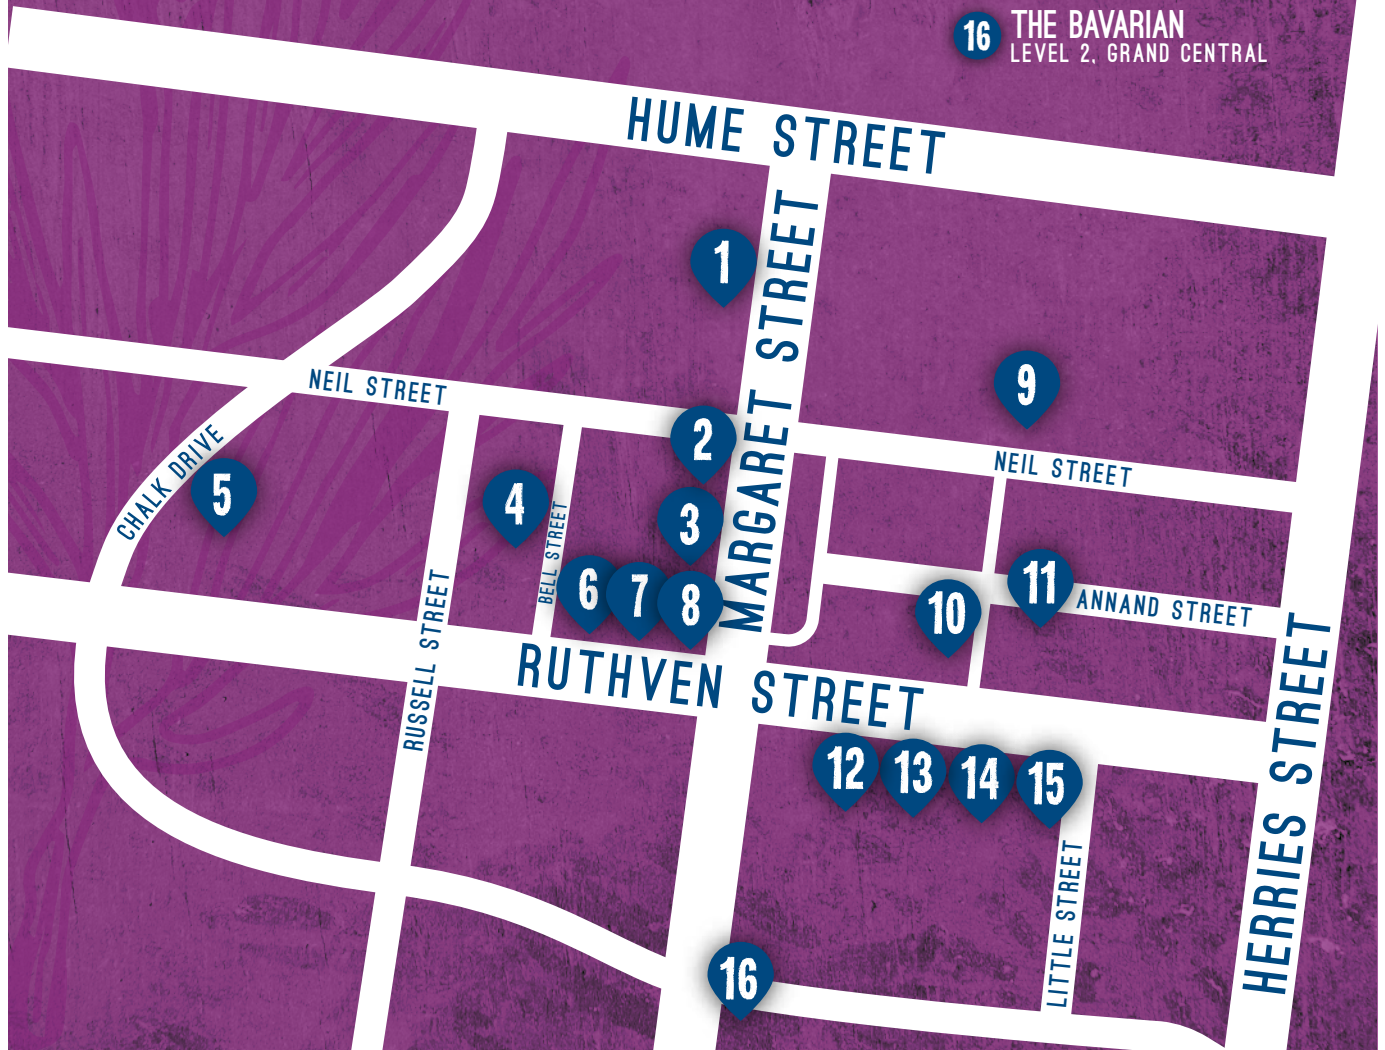 16 THE BAVARIAN
LEVEL 2, GRAND CENTRAL
HUME STREET
MARGARET STREET
1
9
NEIL STREET
2
NEIL STREET
CHALK DRIVE
5
4
3
BELL STREET
6
7
8
10
11
ANNAND STREET
RUSSELL STREET
RUTHVEN STREET
12
13
14
15
HERRIES STREET
LITTLE STREET
16